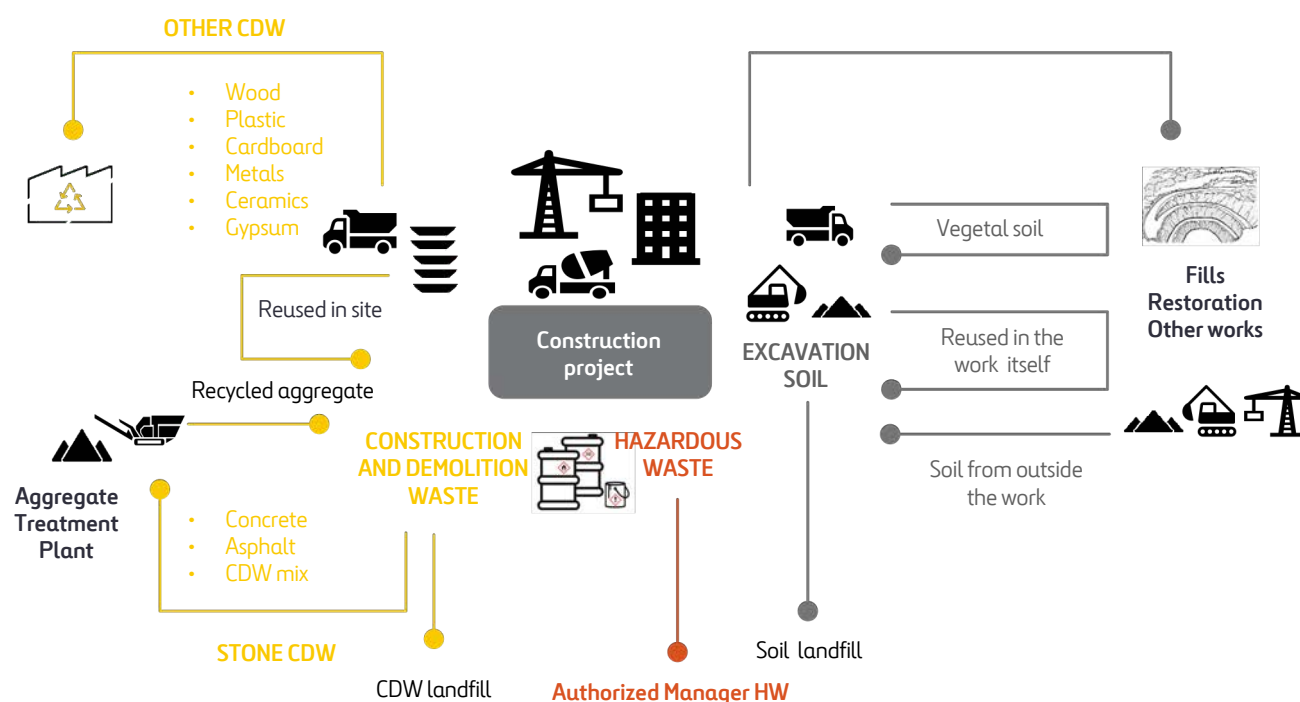 OTHER CDW
• Wood
• Plastic
• Cardboard
• Metals
• Ceramics
• Gypsum
Reused in site
Recycled aggregate
Aggregate
Treatment
Plant
• Concrete
• Asphalt
• CDW mix
STONE CDW
CONSTRUCTION
AND DEMOLITION
WASTE
CDW landfill
Construction
project
HAZARDOUS
WASTE
Authorized Manager HW
EXCAVATION
SOIL
Soil landfill
Vegetal soil
Reused in the
work itself
Soil from outside
the work
Fills
Restoration
Other works